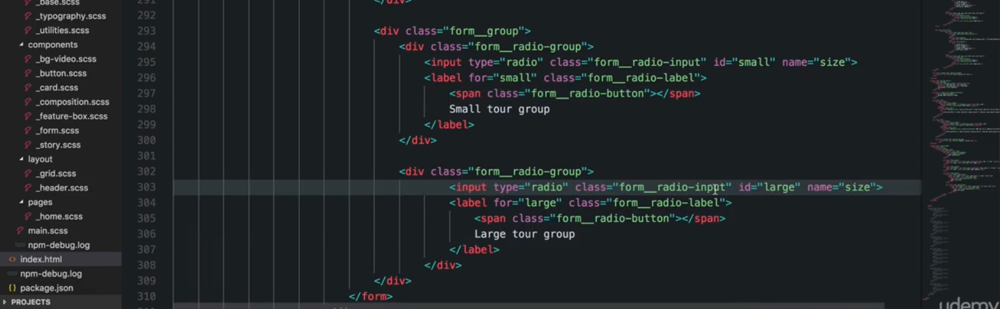 _base.scss
_typography.scss
_utilities.scss
components
_bg-video.scss
_button.scss
_card.scss
_composition.scss
_feature-box.scss
_form.scss
_story.scss
layout
_grid.scss
_header.scss
pages
_home.scss
main.scss
npm-debug.log
index.html
npm-debug.log
package.json
PROJECTS
291 </div>
292
293 <div class="form__group">
294 <div class="form__radio-group">
295 <input type="radio" class="form__radio-input" id="small" name="size">
296 <label for="small" class="form__radio-label">
297 <span class="form__radio-button"></span>
298 Small tour group
299 </label>
300 </div>
301
302 <div class="form__radio-group">
303 <input type="radio" class="form__radio-input" id="large" name="size">
304 <label for="large" class="form__radio-label">
305 <span class="form__radio-button"></span>
306 Large tour group
307 </label>
308 </div>
309 </div>
310 </form>
udemy